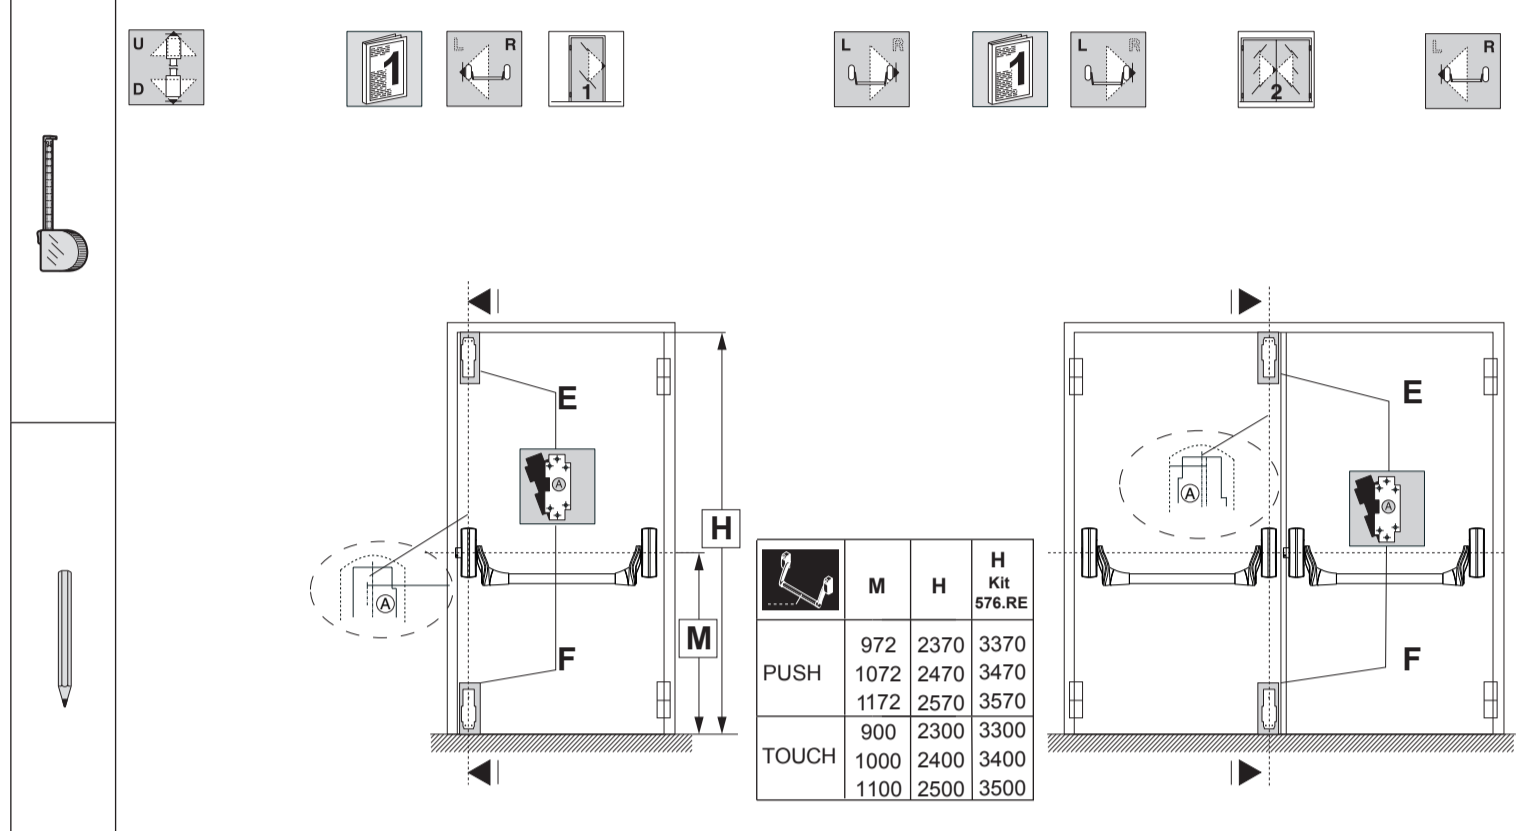 U
D
1
L R
1
L R
1
L R
2
L R
E
A
A
F
H
M
M H H
Kit
576.RE
PUSH
972 2370 3370
1072 2470 3470
1172 2570 3570
TOUCH
900 2300 3300
1000 2400 3400
1100 2500 3500
E
A
A
F